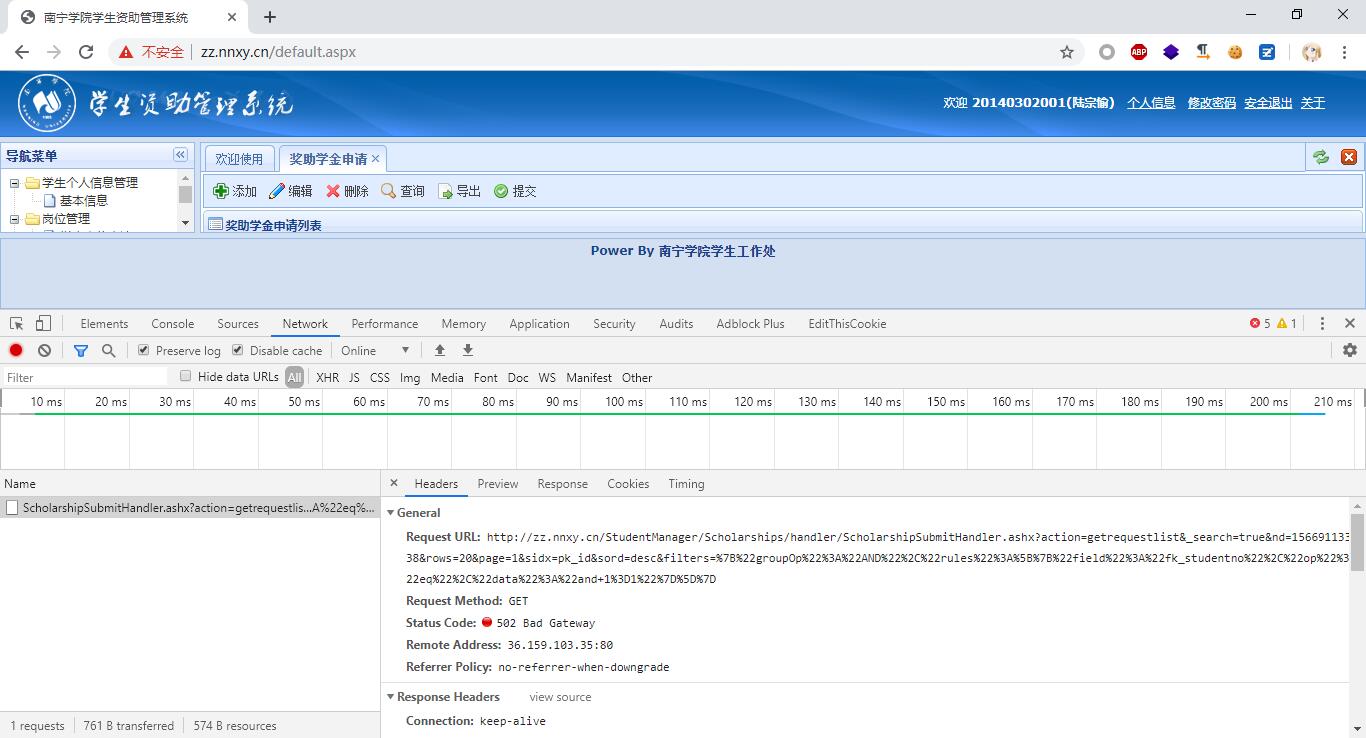 南宁学院学生资助管理系统
不安全 zz.nnxy.cn/default.aspx
ABP
学生资助管理系统
欢迎 20140302001(陆宗愉) 个人信息 修改密码 安全退出 关于
导航菜单
欢迎使用 奖助学金申请
学生个人信息管理
基本信息
岗位管理
添加 编辑 删除 查询 导出 提交
奖助学金申请列表
Power By 南宁学院学生工作处
Elements Console Sources Network Performance Memory Application Security Audits Adblock Plus EditThisCookie 5 1
Preserve log Disable cache Online
Filter Hide data URLs All XHR JS CSS Img Media Font Doc WS Manifest Other
10 ms 20 ms 30 ms 40 ms 50 ms 60 ms 70 ms 80 ms 90 ms 100 ms 110 ms 120 ms 130 ms 140 ms 150 ms 160 ms 170 ms 180 ms 190 ms 200 ms 210 ms
Name
ScholarshipSubmitHandler.ashx?action=getrequestlis...A%22eq%...
Headers Preview Response Cookies Timing
General
Request URL: http://zz.nnxy.cn/StudentManager/Scholarships/handler/ScholarshipSubmitHandler.ashx?action=getrequestlist&_search=true&nd=156691133
38&rows=20&page=1&sidx=pk_id&sord=desc&filters=%7B%22groupOp%22%3A%22AND%22%2C%22rules%22%3A%5B%7B%22field%22%3A%22fk_studentno%22%2C%22op%22%3
22eq%22%2C%22data%22%3A%22and+1%3D1%22%7D%5D%7D
Request Method: GET
Status Code: 502 Bad Gateway
Remote Address: 36.159.103.35:80
Referrer Policy: no-referrer-when-downgrade
Response Headers view source
Connection: keep-alive
1 requests 761 B transferred 574 B resources